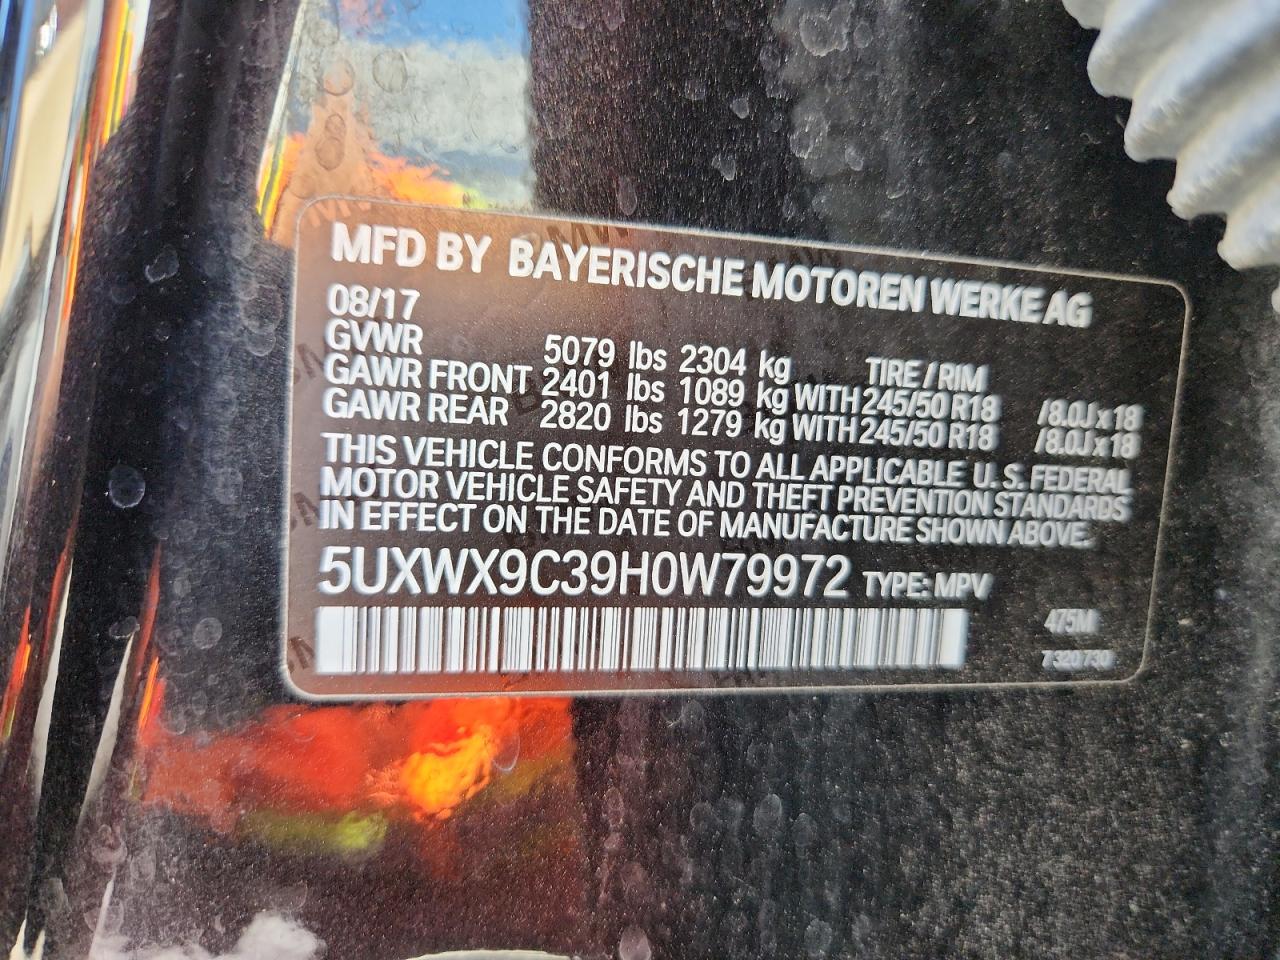 MFD BY BAYERISCHE MOTOREN WERKE AG
08/17
GVWR 5079 lbs 2304 kg TIRE / RIM
GAWR FRONT 2401 lbs 1089 kg WITH 245/50 R18 /8.0J x 18
GAWR REAR 2820 lbs 1279 kg WITH 245/50 R18 /8.0J x 18
THIS VEHICLE CONFORMS TO ALL APPLICABLE U.S. FEDERAL
MOTOR VEHICLE SAFETY AND THEFT PREVENTION STANDARDS
IN EFFECT ON THE DATE OF MANUFACTURE SHOWN ABOVE.
5UXWX9C39H0W79972 TYPE: MPV
475M
7320730